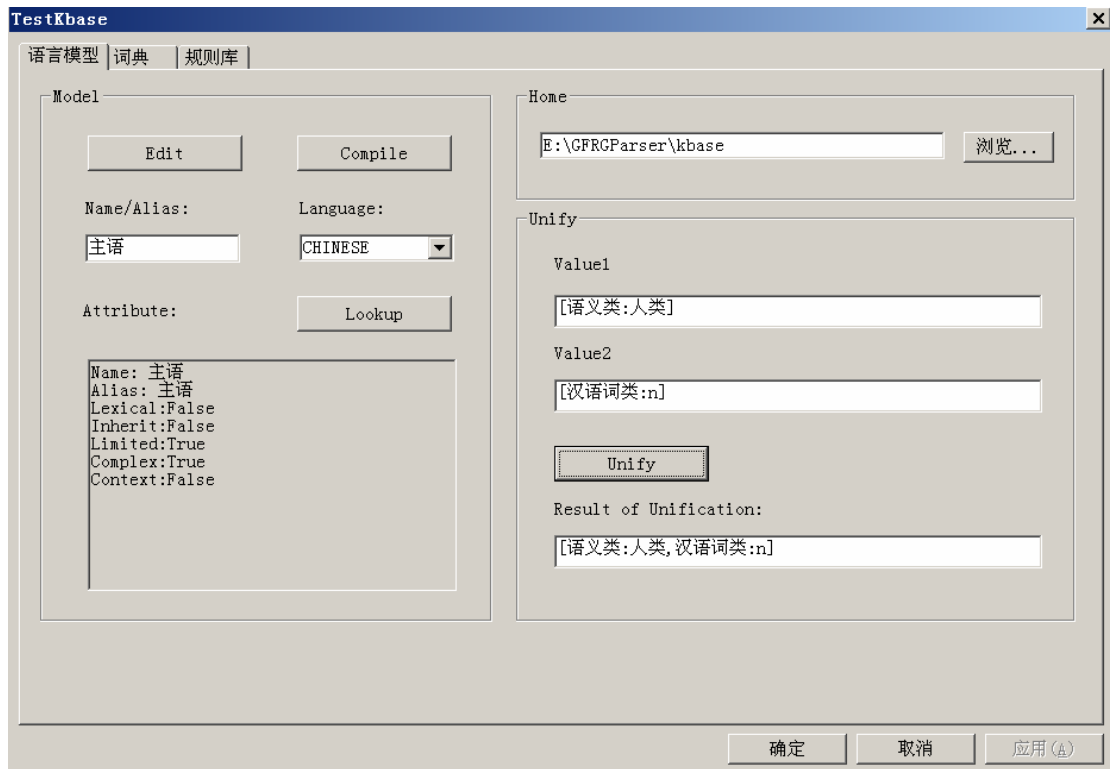 TestKbase
语言模型 词典 规则库
Model
Edit Compile
Name/Alias: Language:
主语 CHINESE
Attribute: Lookup
Name: 主语
Alias: 主语
Lexical:False
Inherit:False
Limited:True
Complex:True
Context:False
Home
E:\GFRGParser\kbase 浏览...
Unify
Value1
[语义类:人类]
Value2
[汉语词类:n]
Unify
Result of Unification:
[语义类:人类,汉语词类:n]
确定 取消 应用(A)